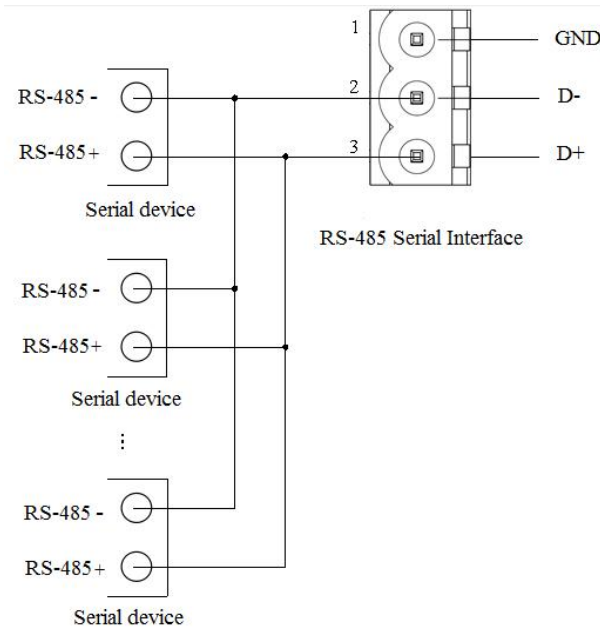 1
GND
RS-485 -
2
D-
RS-485+
3
D+
Serial device
RS-485 Serial Interface
RS-485 -
RS-485+
Serial device
...
RS-485 -
RS-485+
Serial device